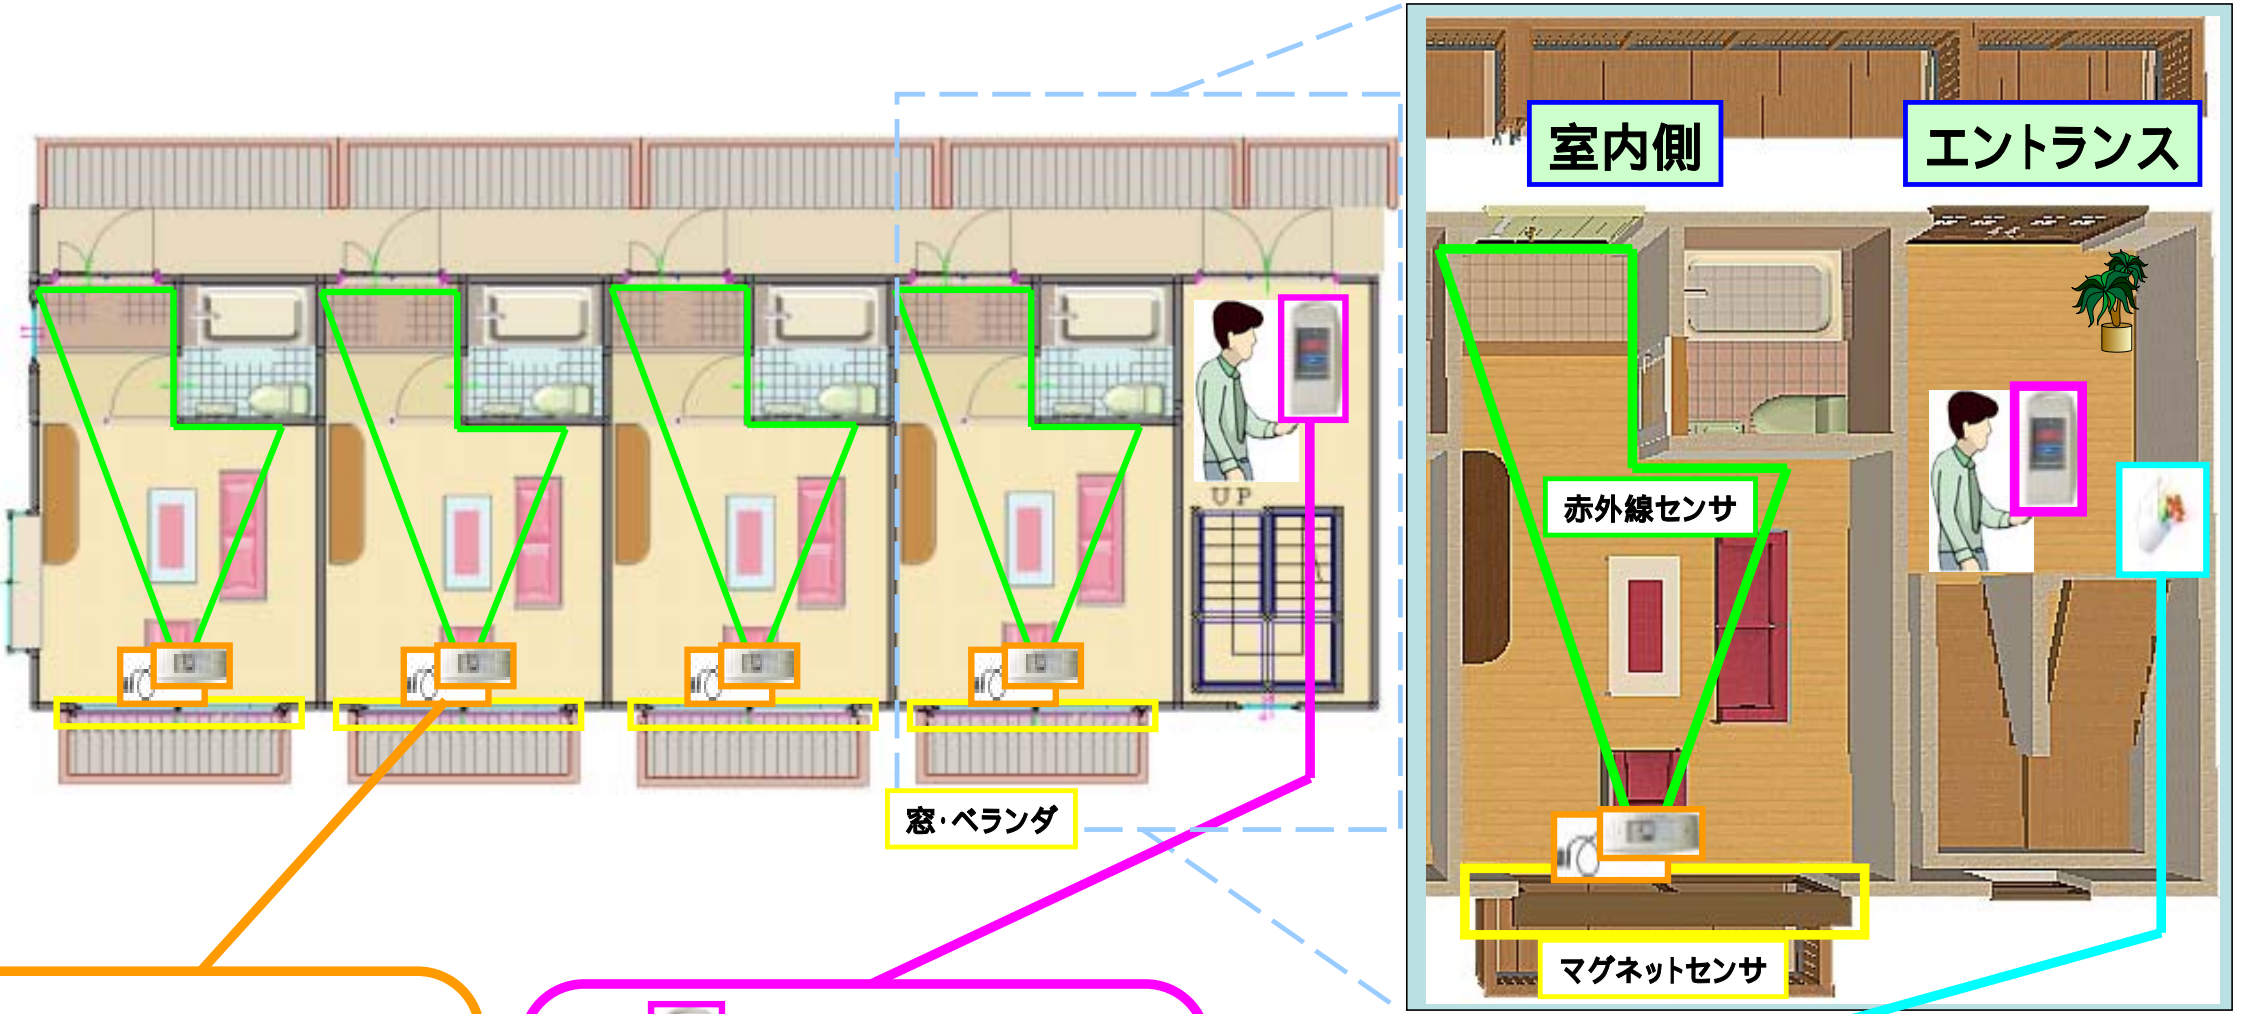 室内側
エントランス
赤外線センサ
UP
窓・ベランダ
マグネットセンサ